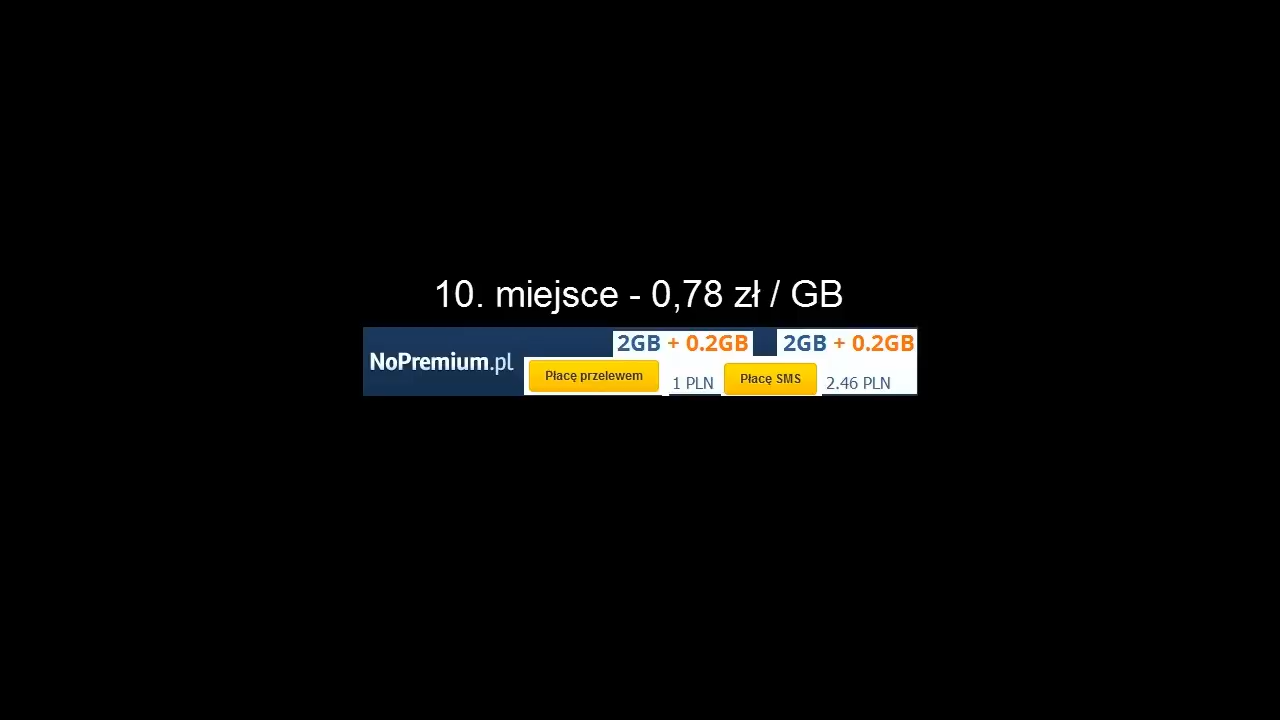 10. miejsce - 0,78 zł / GB
2GB + 0.2GB 2GB + 0.2GB
NoPremium.pl
Płacę przelewem 1 PLN Płacę SMS 2.46 PLN